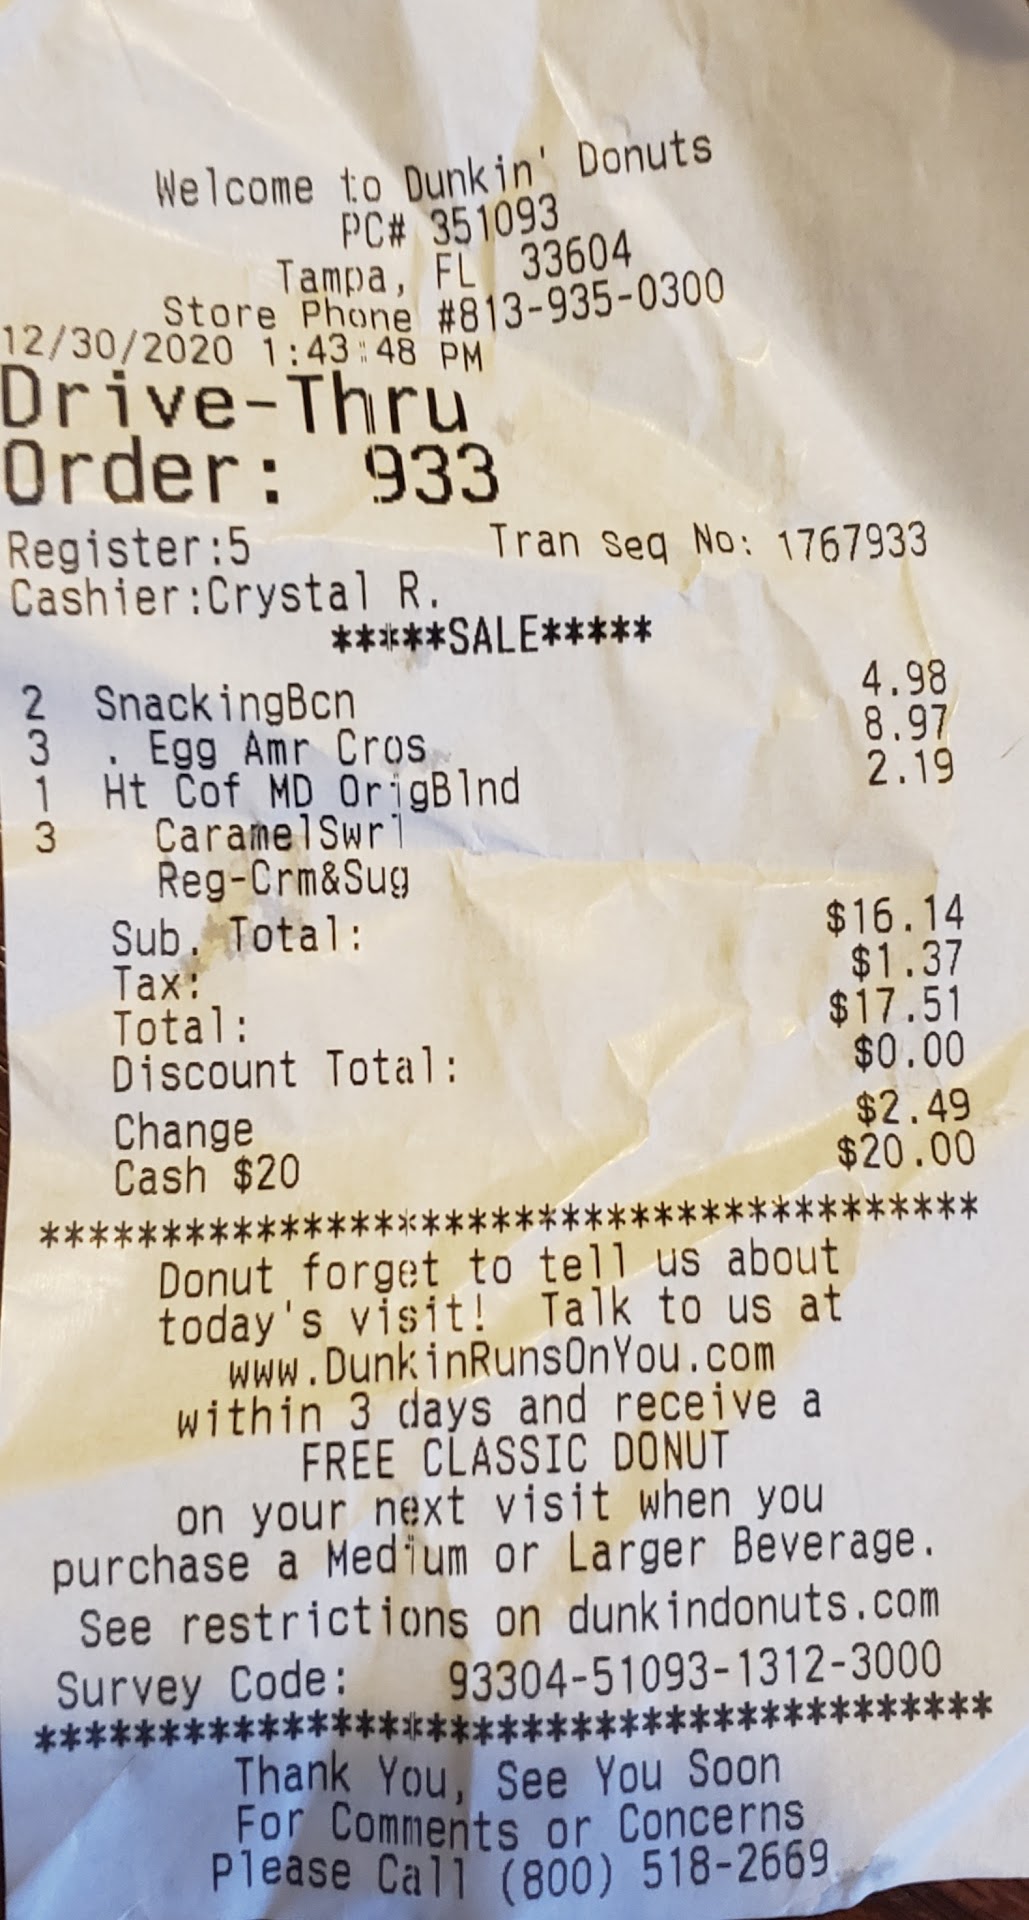 Welcome to Dunkin' Donuts
PC# 351093
Tampa, FL 33604
Store Phone #813-935-0300
12/30/2020 1:43:48 PM
Drive-Thru
Order: 933
Register:5 Tran Seq No: 1767933
Cashier:Crystal R.
*****SALE*****
2 SnackingBcn 4.98
3 . Egg Amr Cros 8.97
1 Ht Cof MD OrigBlnd 2.19
3 CaramelSwrl
Reg-Crm&Sug
Sub. Total: $16.14
Tax: $1.37
Total: $17.51
Discount Total: $0.00
Change $2.49
Cash $20 $20.00
****************************************
Donut forget to tell us about
today's visit! Talk to us at
www.DunkinRunsOnYou.com
within 3 days and receive a
FREE CLASSIC DONUT
on your next visit when you
purchase a Medium or Larger Beverage.
See restrictions on dunkindonuts.com
Survey Code: 93304-51093-1312-3000
****************************************
Thank You, See You Soon
For Comments or Concerns
Please Call (800) 518-2669